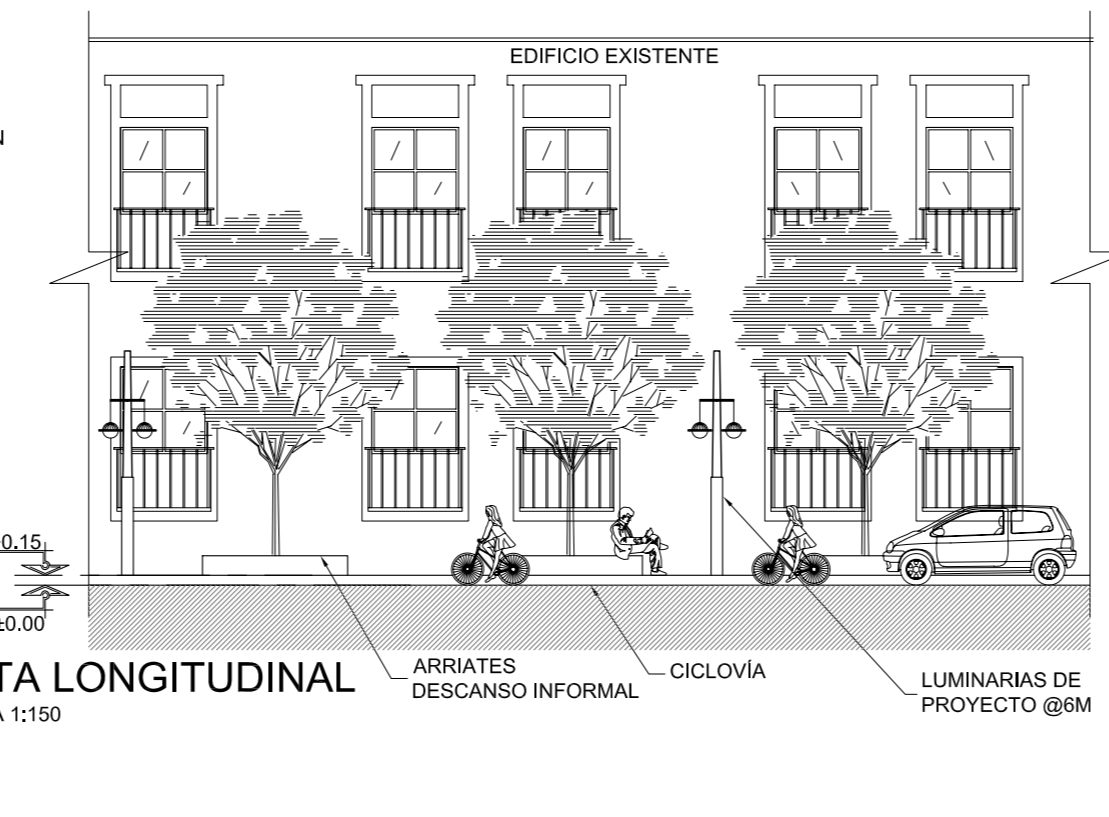 EDIFICIO EXISTENTE
0.15
±0.00
TA LONGITUDINAL
1:150
ARRIATES
DESCANSO INFORMAL
CICLOVÍA
LUMINARIAS DE
PROYECTO @6M